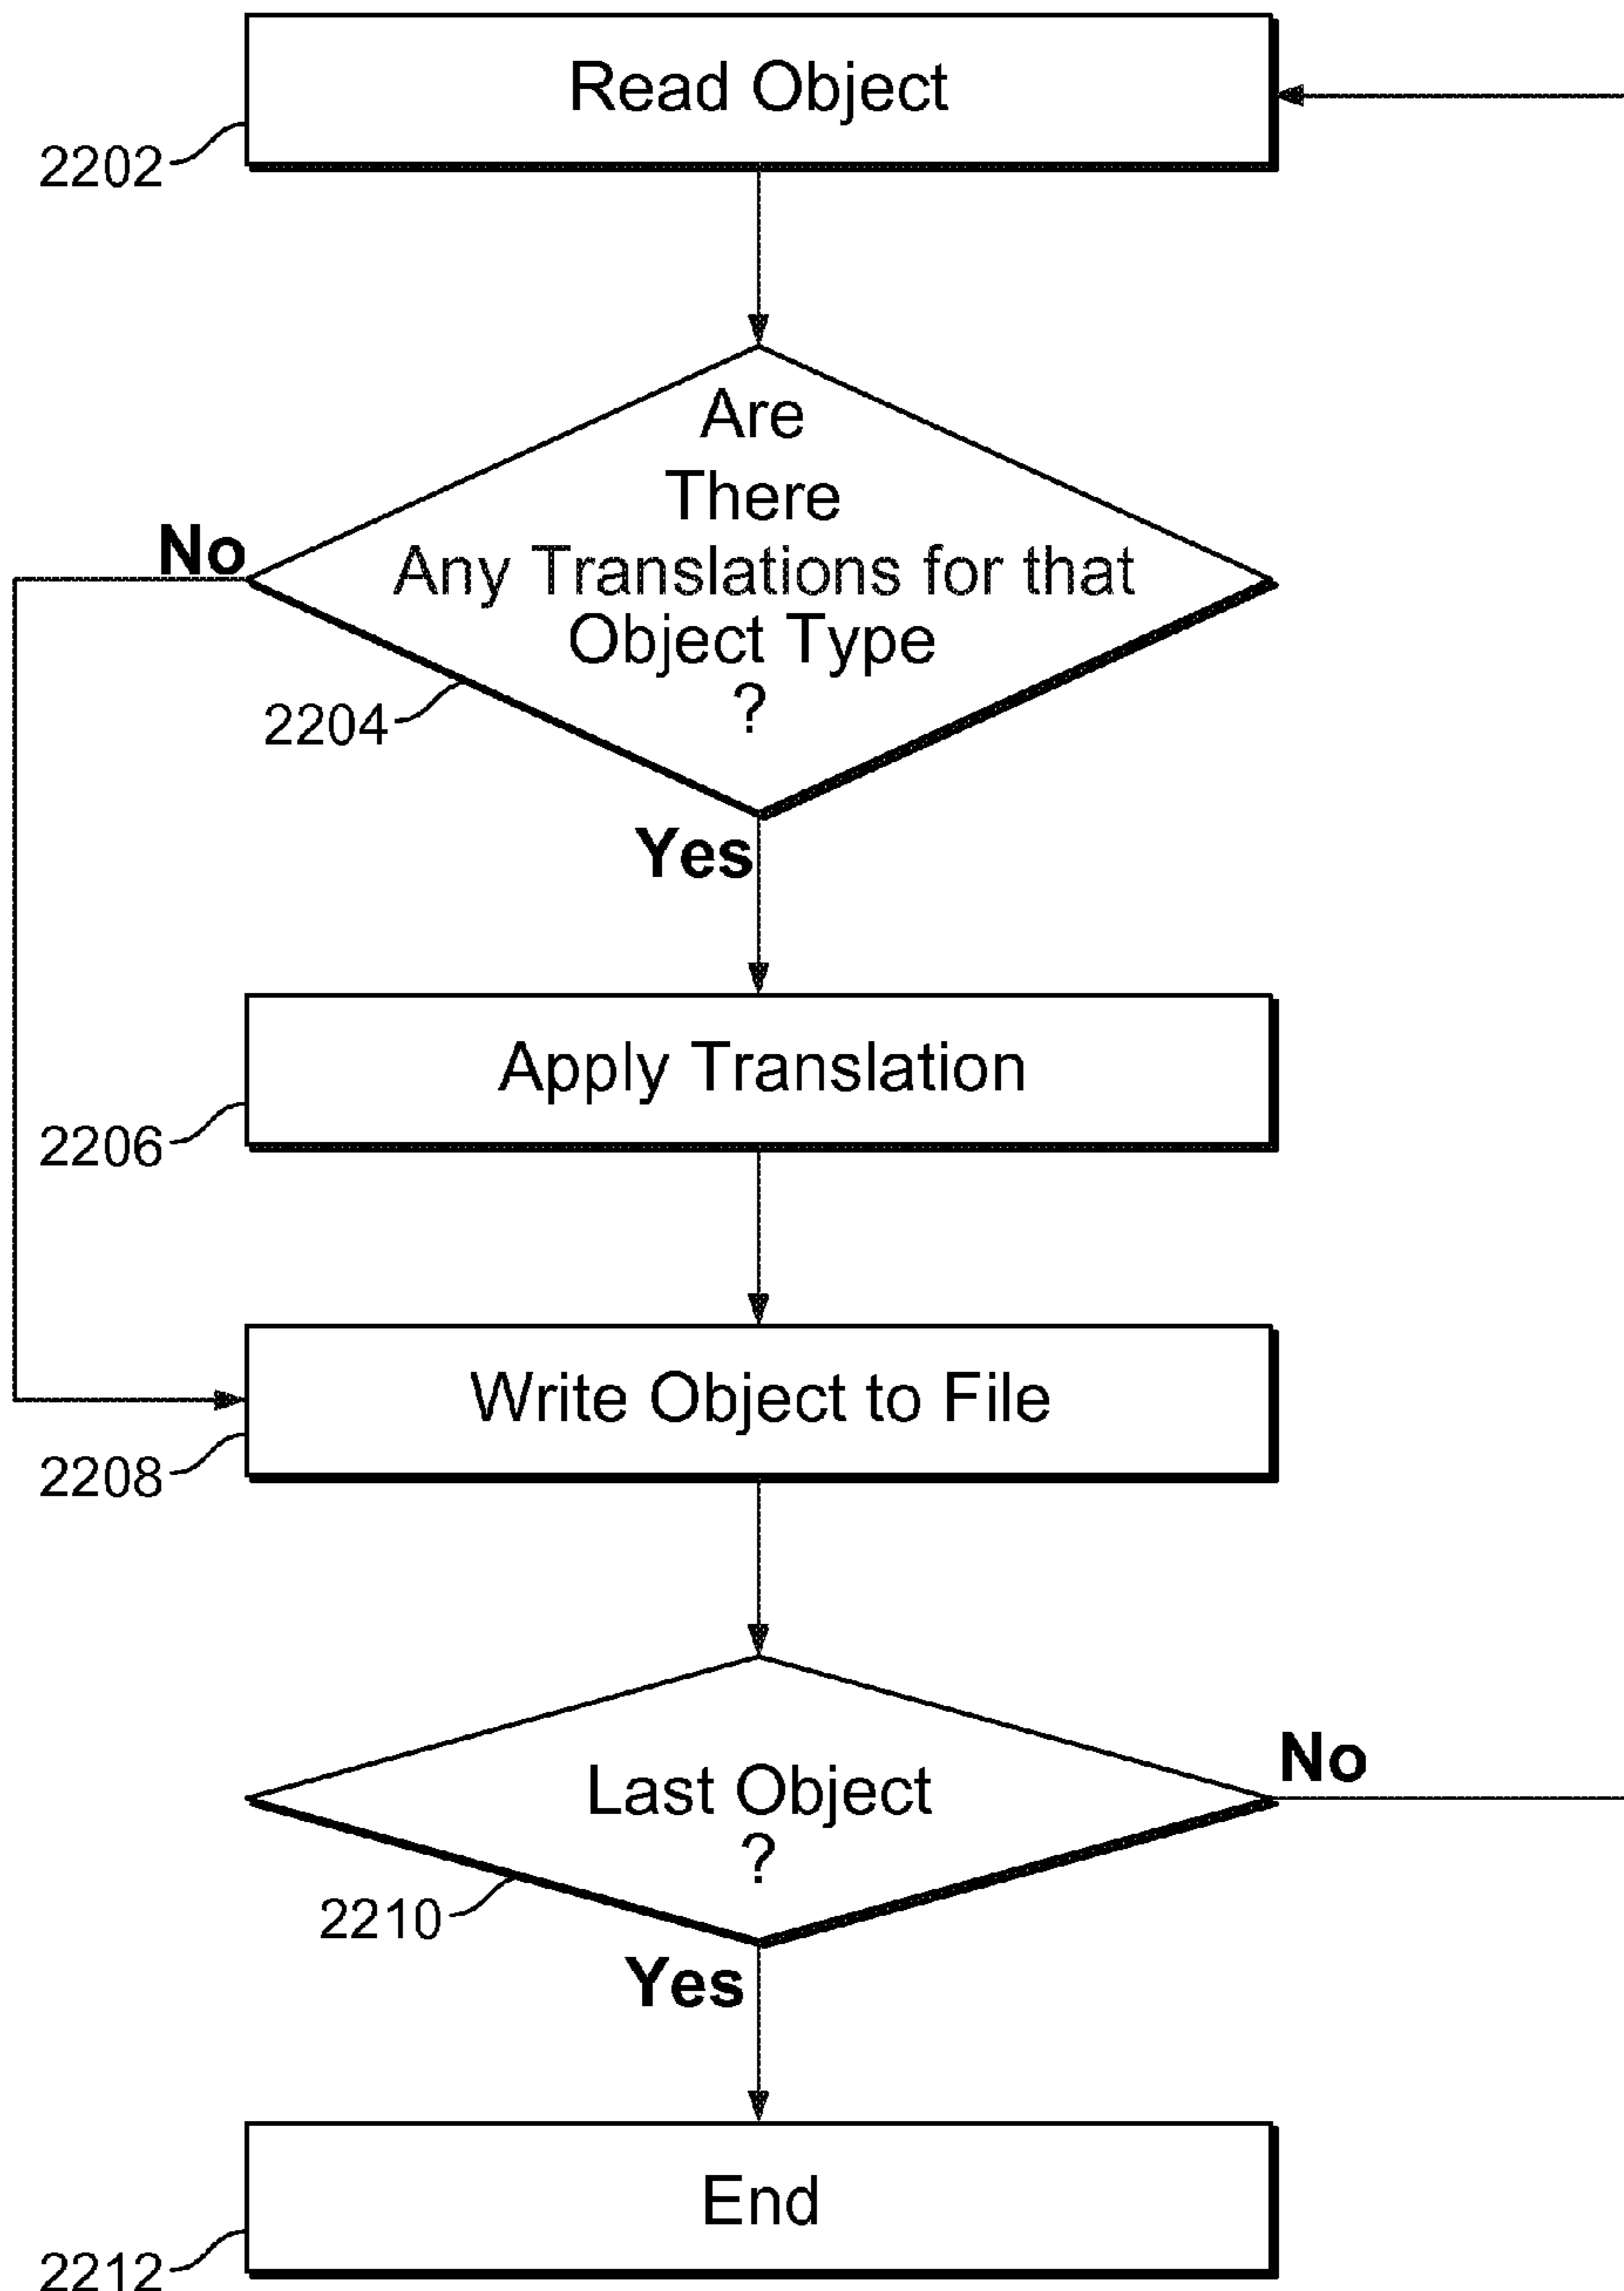 Read Object
2202
Are
There
No
Any Translations for that
Object Type
?
2204
Yes
Apply Translation
2206
Write Object to File
2208
No
Last Object
?
2210
Yes
End
2212